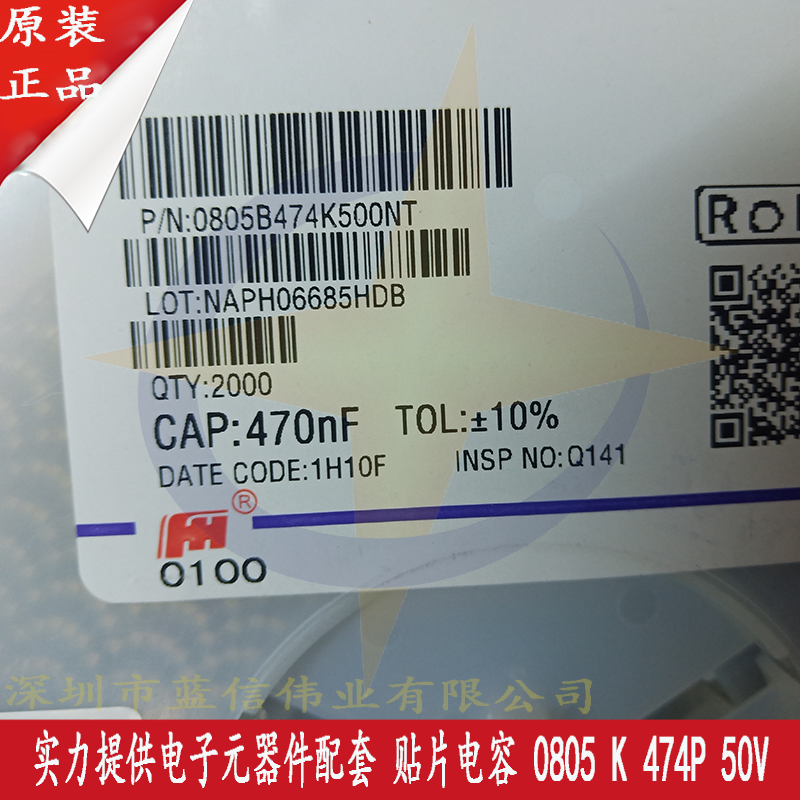 原装
正品
P/N:0805B474K500NT
RoH
LOT:NAPH06685HDB
QTY:2000
CAP:470nF TOL:±10%
DATE CODE:1H10F INSP NO:Q141
FH®
0100
深圳市蓝信伟业有限公司
实力提供电子元器件配套 贴片电容 0805 K 474P 50V